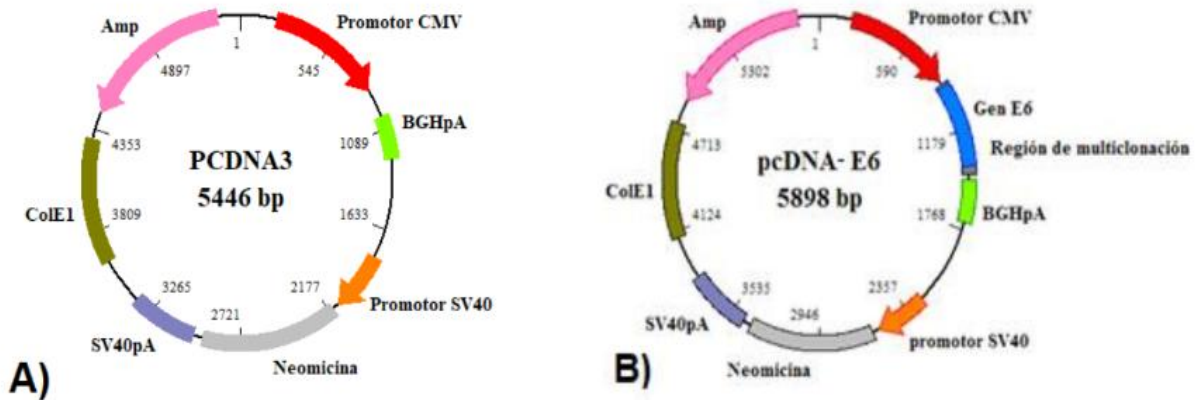 Amp
1
Promotor CMV
4897
545
BGHpA
4353
1089
PCDNA3
5446 bp
ColE1
3809
1633
3265
2177
2721
Promotor SV40
SV40pA
Neomicina
A)
Amp
1
Promotor CMV
5302
590
Gen E6
4713
1179
Región de multiclonación
pcDNA- E6
5898 bp
ColE1
4124
1768
BGHpA
3535
2357
2946
SV40pA
promotor SV40
Neomicina
B)